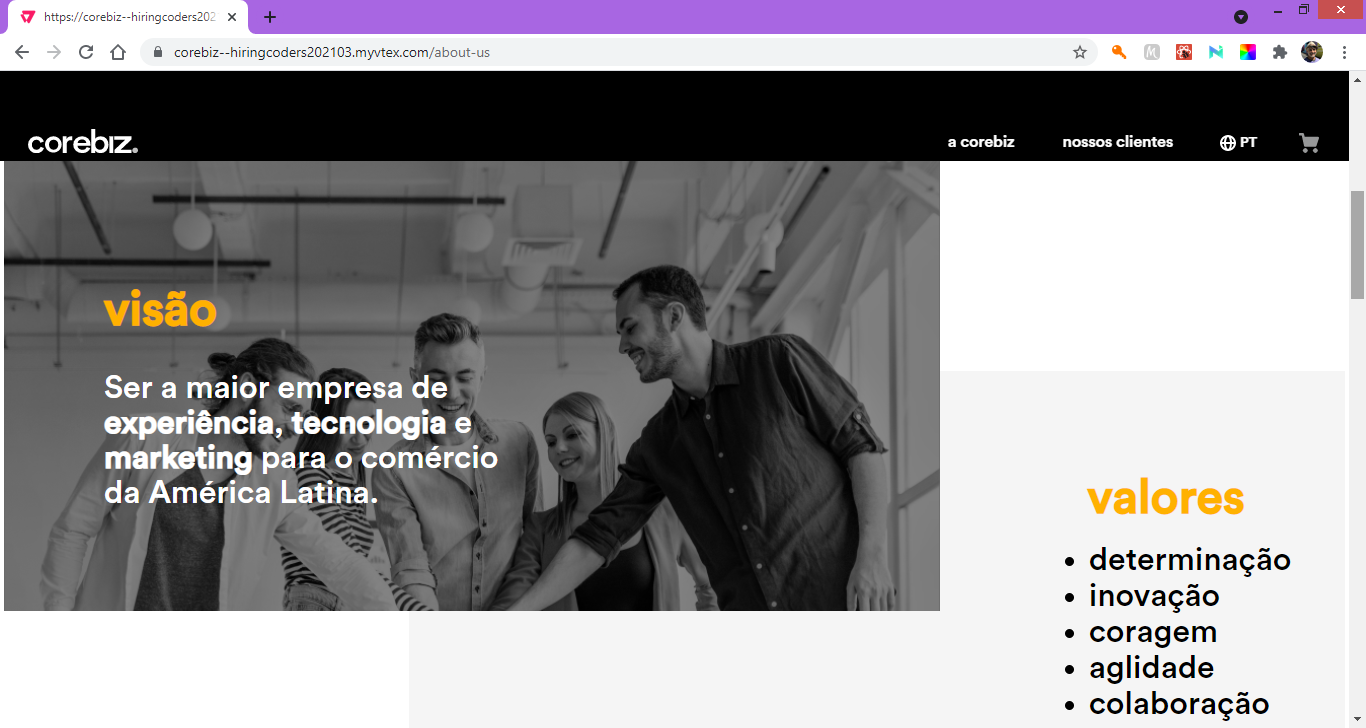 https://corebiz--hiringcoders202
corebiz--hiringcoders202103.myvtex.com/about-us
corebiz.
a corebiz
nossos clientes
PT
visão
Ser a maior empresa de
experiência, tecnologia e
marketing para o comércio
da América Latina.
valores
determinação
inovação
coragem
aglidade
colaboração